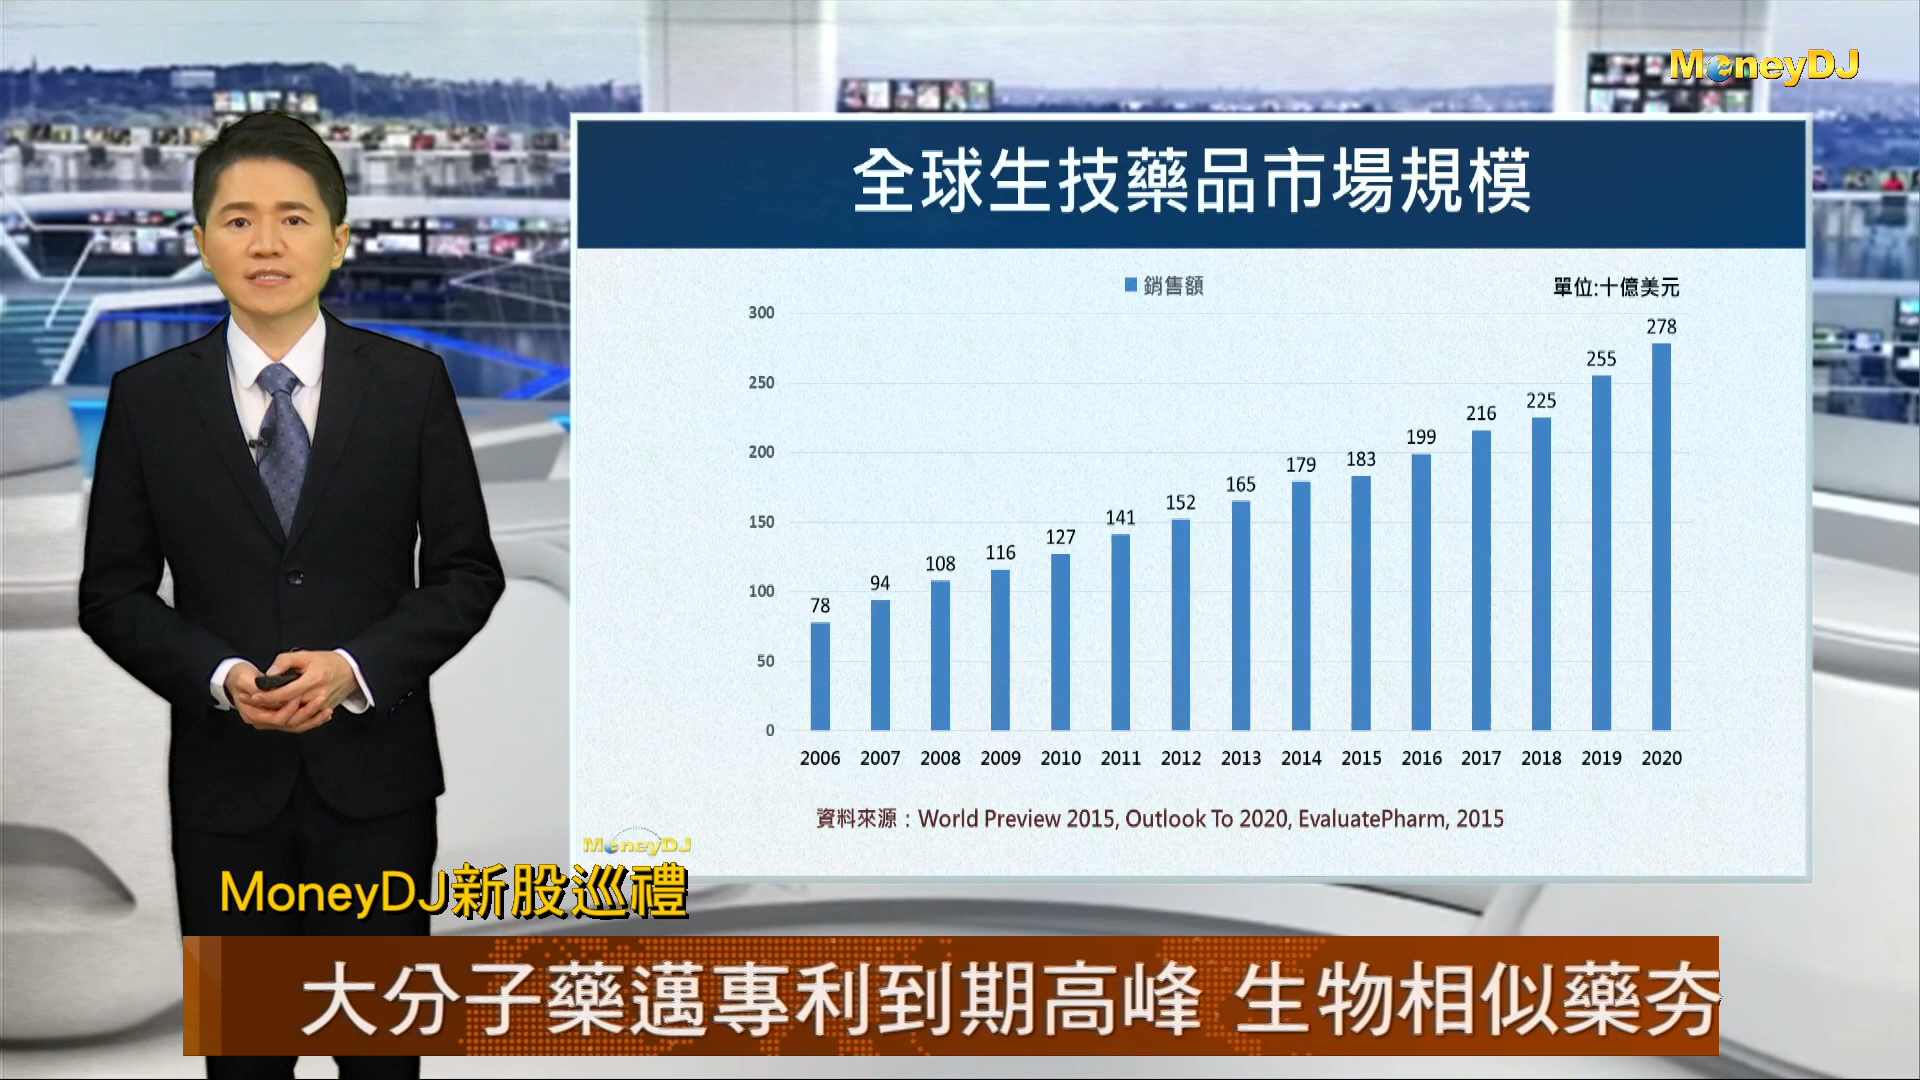 MoneyDJ
全球生技藥品市場規模
銷售額
單位:十億美元
300
250
200
150
100
50
0
78
94
108
116
127
141
152
165
179
183
199
216
225
255
278
2006 2007 2008 2009 2010 2011 2012 2013 2014 2015 2016 2017 2018 2019 2020
資料來源：World Preview 2015, Outlook To 2020, EvaluatePharm, 2015
MoneyDJ
MoneyDJ新股巡禮
大分子藥邁專利到期高峰 生物相似藥夯